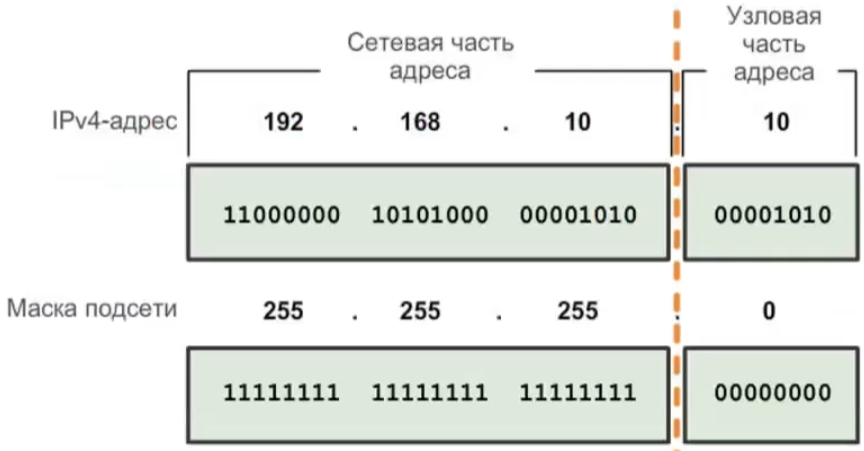 Сетевая часть
адреса
Узловая
часть
адреса
IPv4-адрес 192 . 168 . 10 . 10
11000000 10101000 00001010 00001010
Маска подсети 255 . 255 . 255 . 0
11111111 11111111 11111111 00000000